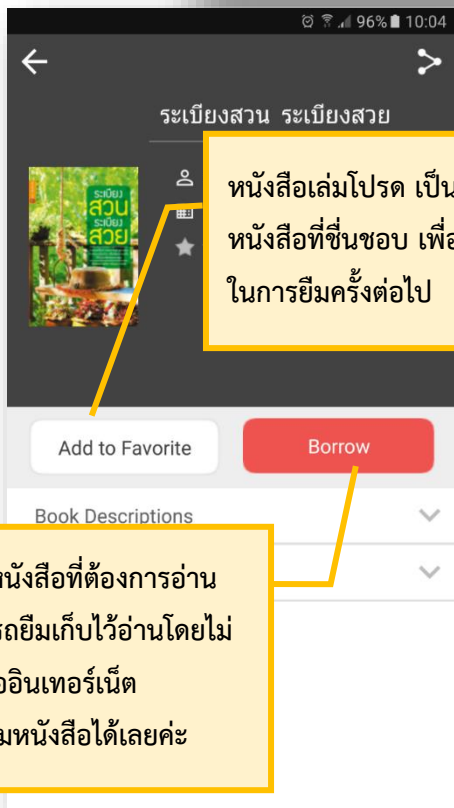 96% 10:04
ระเบียงสวน ระเบียงสวย
ระเบียง
สวน
ระเบียง
สวย
หนังสือเล่มโปรด เป็น
หนังสือที่ชื่นชอบ เพื่อ
ในการยืมครั้งต่อไป
Add to Favorite
Borrow
Book Descriptions
หนังสือที่ต้องการอ่าน
รถยืมเก็บไว้อ่านโดยไม่
ออินเทอร์เน็ต
มหนังสือได้เลยค่ะ